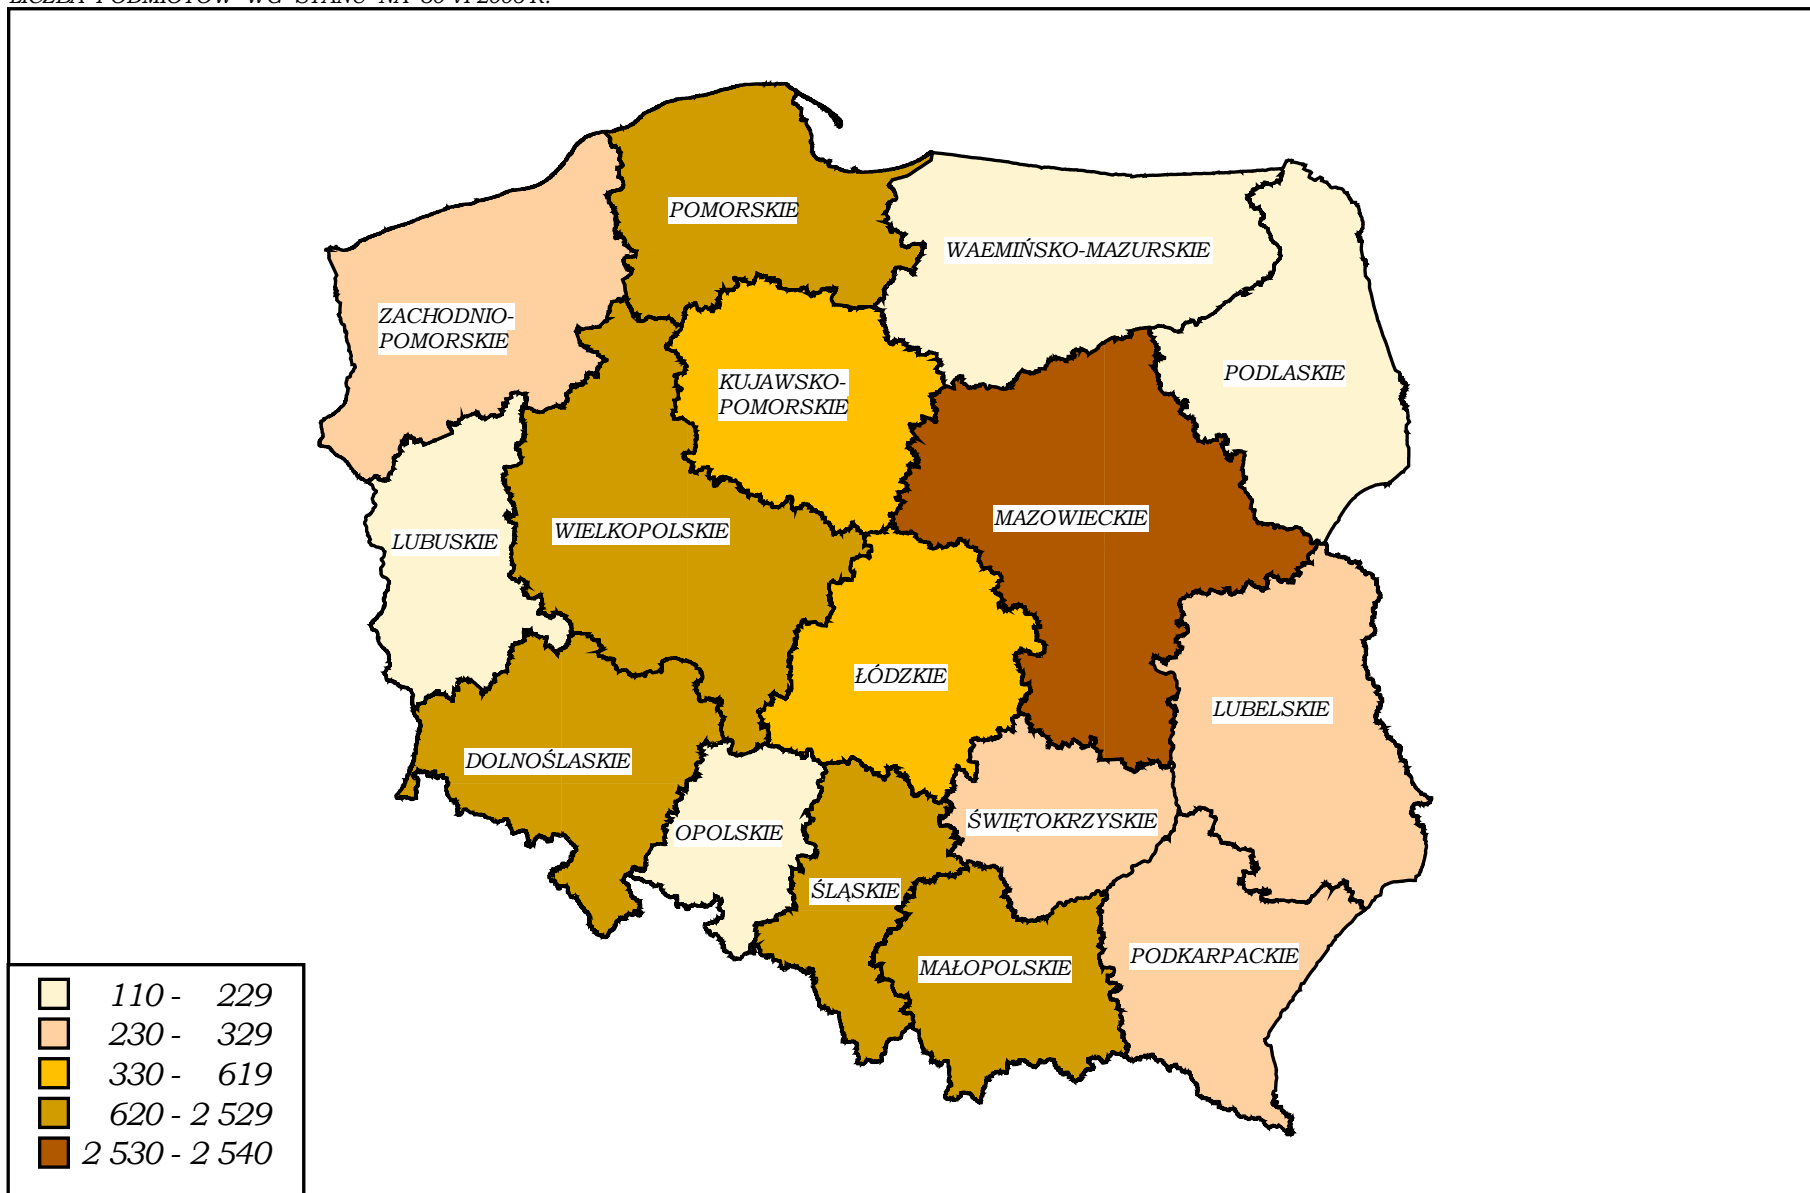 POMORSKIE
WAEMIŃSKO-MAZURSKIE
ZACHODNIO-
POMORSKIE
KUJAWSKO-
POMORSKIE
PODLASKIE
MAZOWIECKIE
WIELKOPOLSKIE
LUBUSKIE
ŁÓDZKIE
LUBELSKIE
DOLNOŚLASKIE
OPOLSKIE
ŚWIĘTOKRZYSKIE
ŚLĄSKIE
PODKARPACKIE
MAŁOPOLSKIE
110 - 229
230 - 329
330 - 619
620 - 2 529
2 530 - 2 540